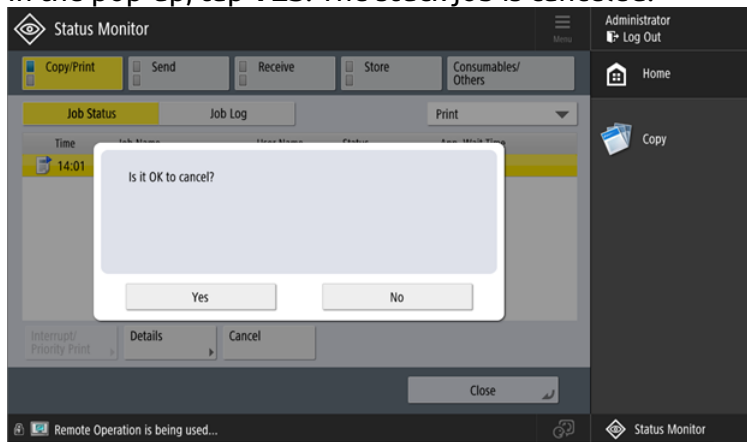 Status Monitor
Menu
Administrator
Log Out
Copy/Print
Send
Receive
Store
Consumables/
Others
Home
Job Status
Job Log
Print
Copy
Time
14:01
Is it OK to cancel?
Yes
No
Interrupt/
Priority Print
Details
Cancel
Close
Remote Operation is being used...
Status Monitor